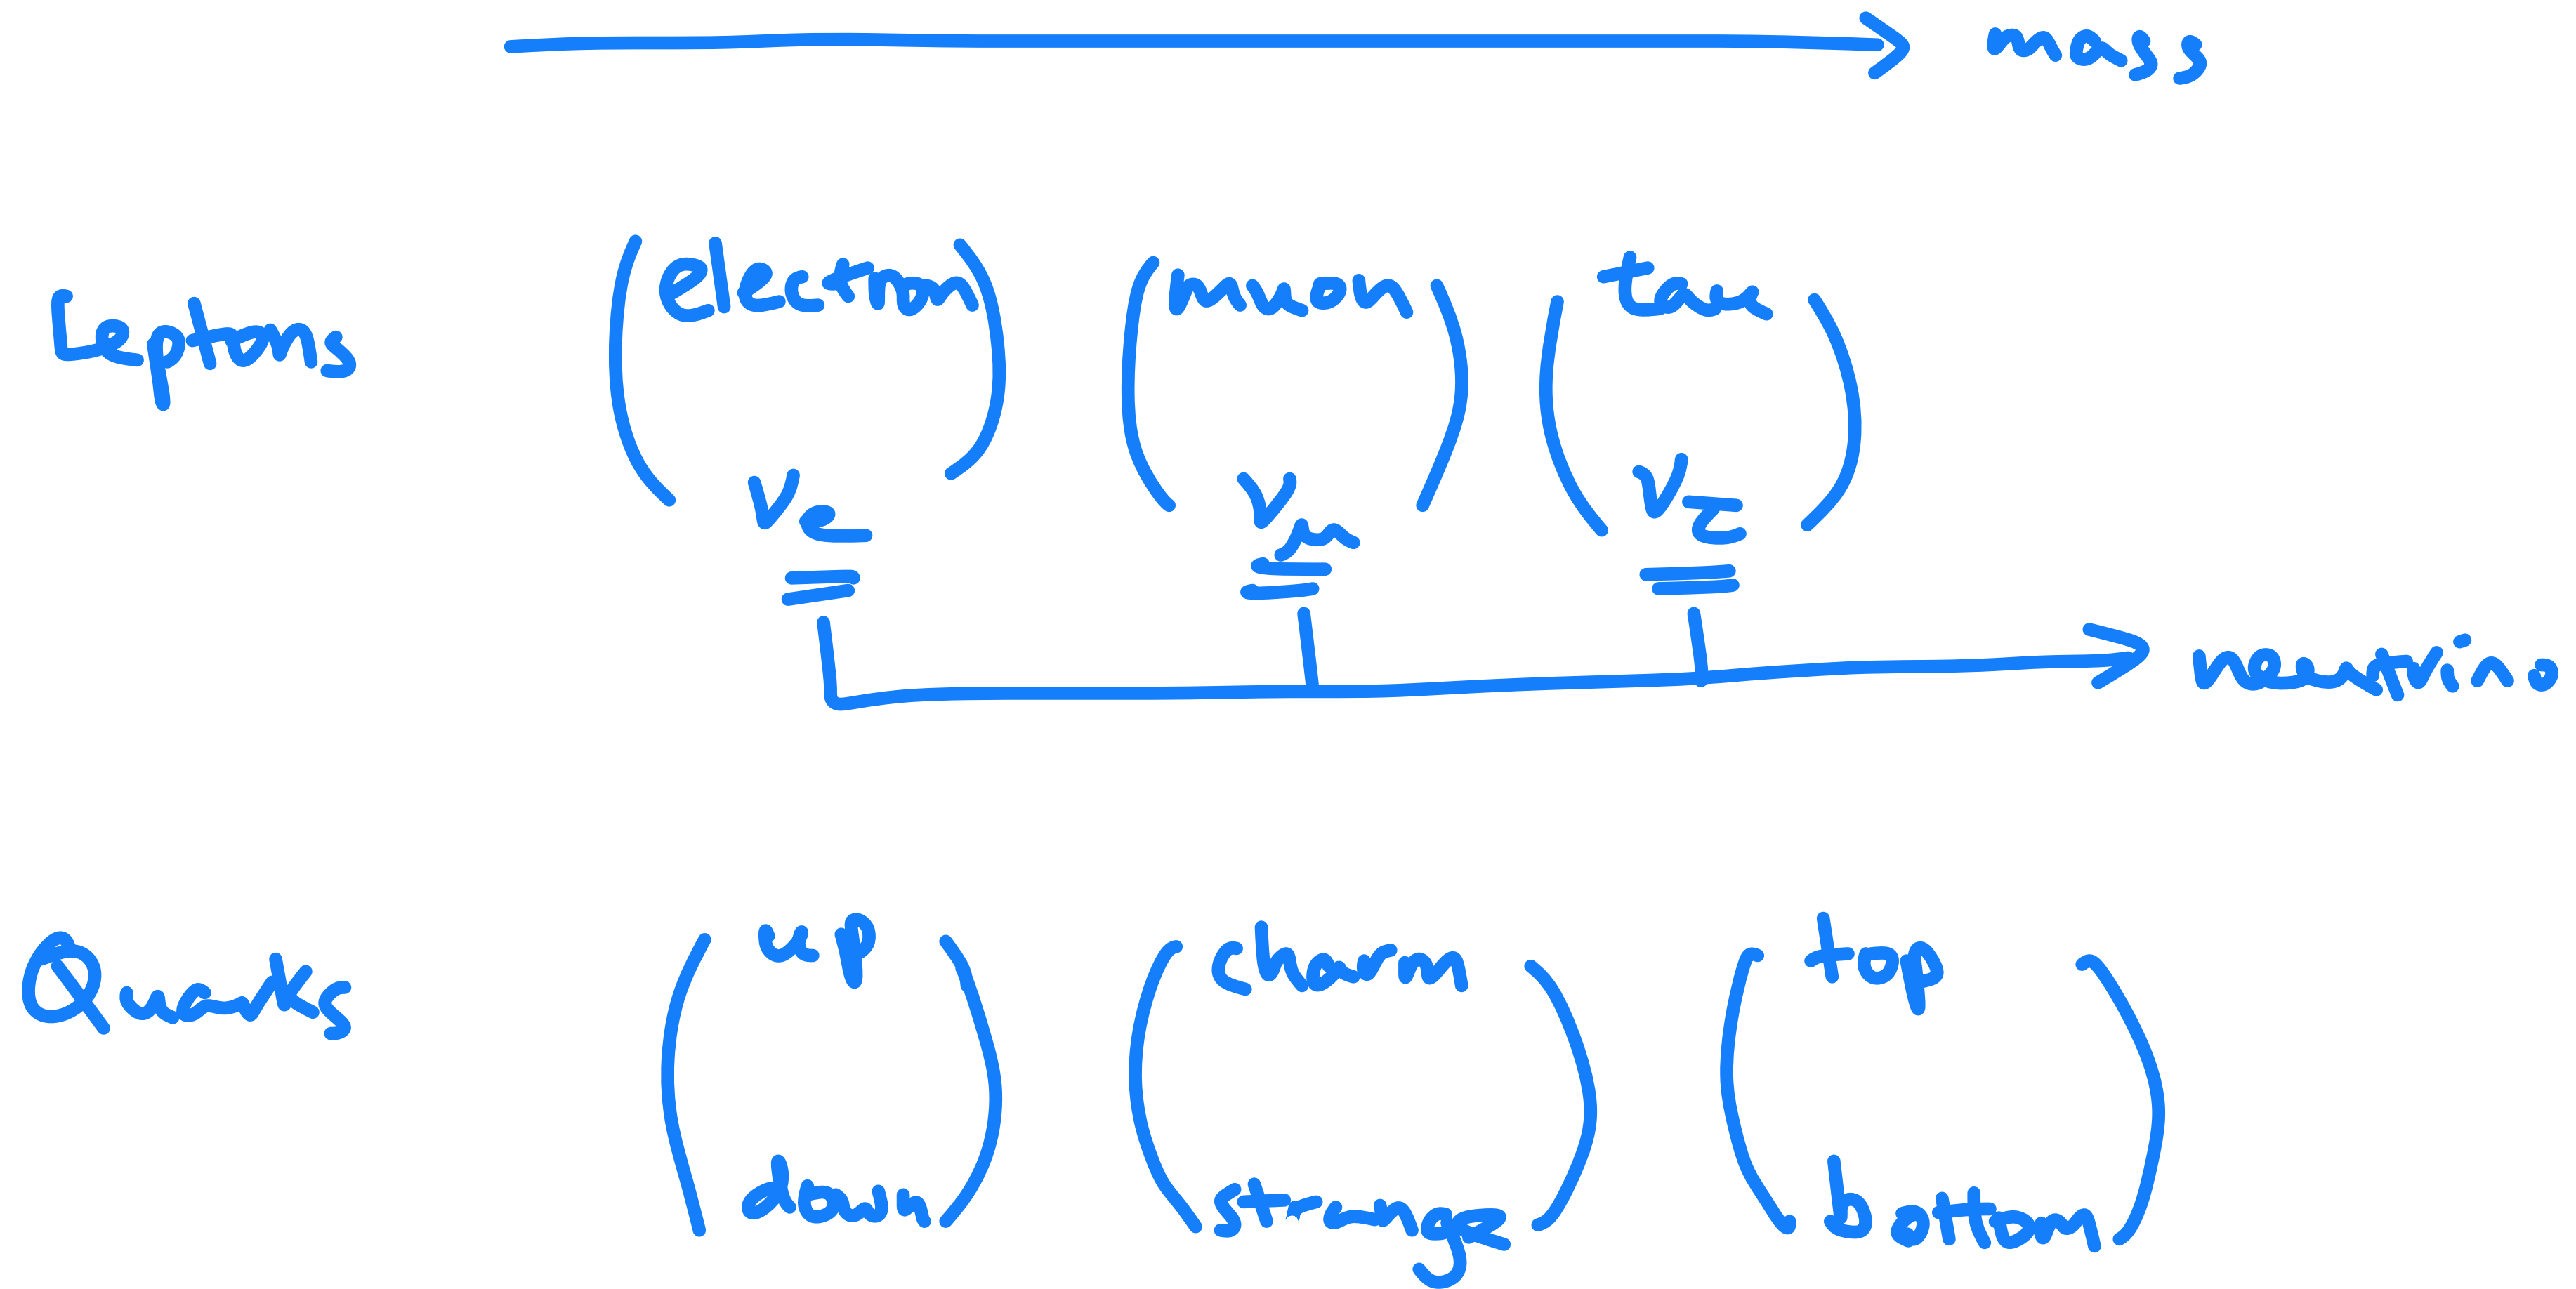 mass
electron muon tau
Leptons
νe νμ ντ
neutrino
up charm top
Quarks
down strange bottom